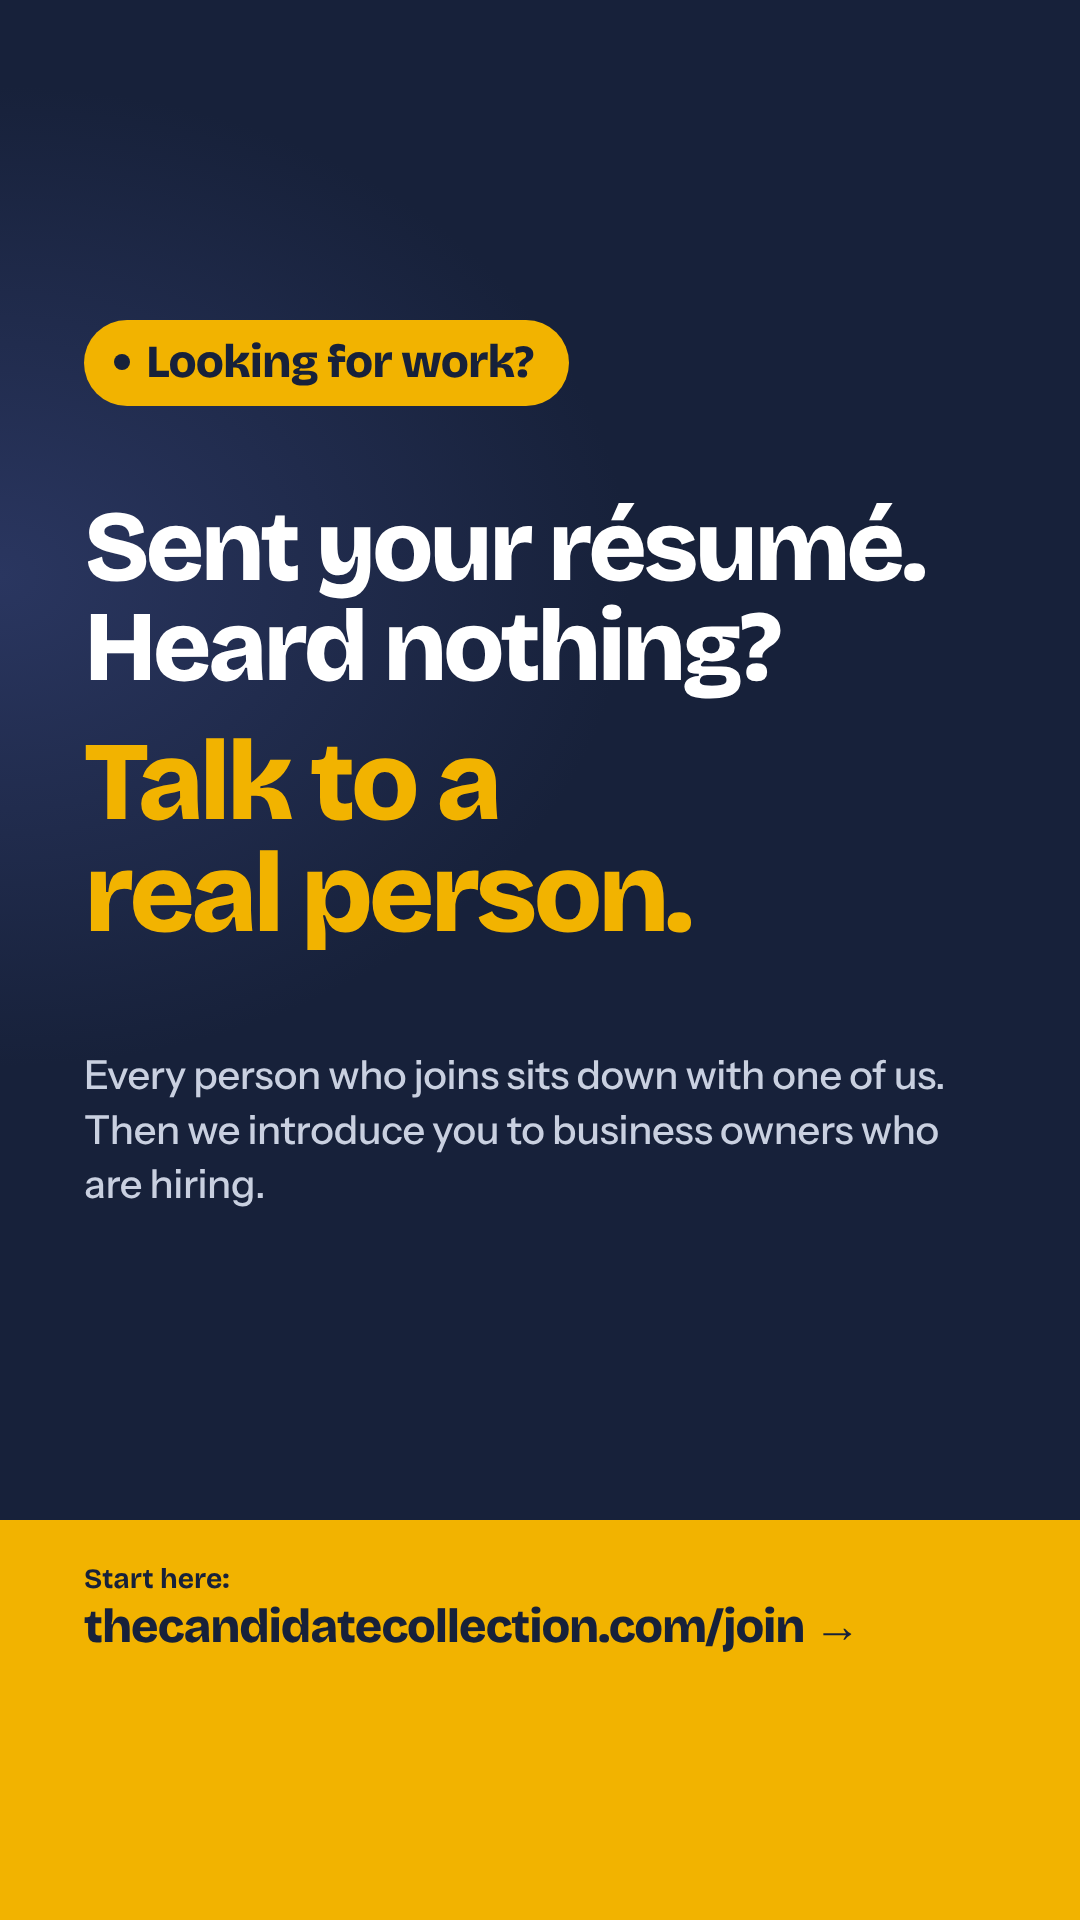 • Looking for work?
Sent your résumé.
Heard nothing?
Talk to a
real person.
Every person who joins sits down with one of us.
Then we introduce you to business owners who
are hiring.
Start here:
thecandidatecollection.com/join →